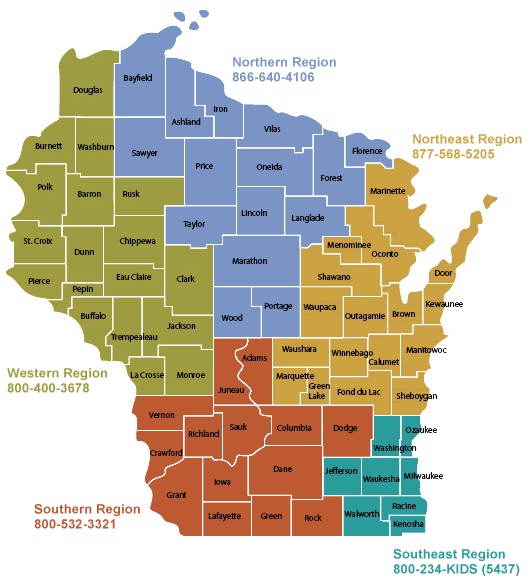 Northern Region
866-640-4106
Bayfield
Douglas
Iron
Ashland
Vilas
Northeast Region
877-568-5205
Burnett
Washburn
Sawyer
Florence
Price
Oneida
Forest
Polk
Barron
Rusk
Marinette
Lincoln
Langlade
Taylor
St. Croix
Chippewa
Menominee
Dunn
Oconto
Marathon
Door
Pierce
Eau Claire
Clark
Shawano
Pepin
Kewaunee
Buffalo
Wood
Portage
Waupaca
Outagamie
Brown
Trempealeau
Jackson
Waushara
Winnebago
Manitowoc
Adams
Calumet
Western Region
800-400-3678
La Crosse
Monroe
Juneau
Marquette
Green
Lake
Fond du Lac
Sheboygan
Vernon
Richland
Sauk
Columbia
Dodge
Ozaukee
Washington
Crawford
Dane
Jefferson
Waukesha
Milwaukee
Grant
Iowa
Southern Region
800-532-3321
Lafayette
Green
Rock
Walworth
Racine
Kenosha
Southeast Region
800-234-KIDS (5437)